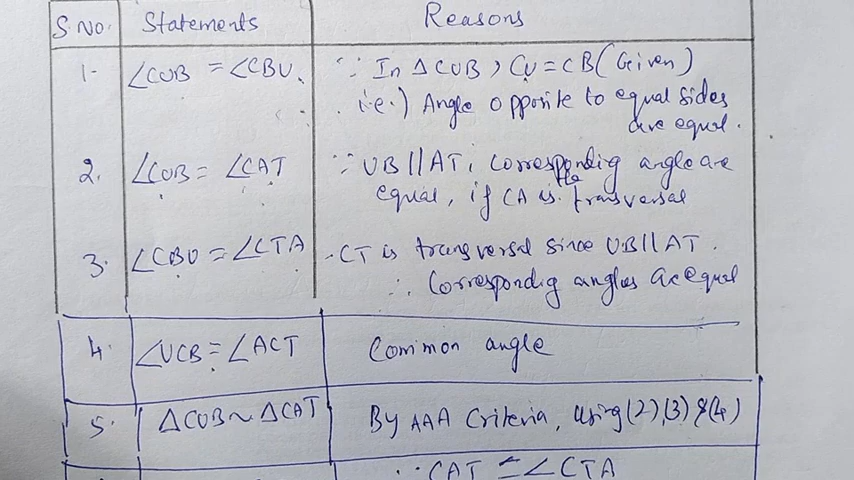 S No. Statements Reasons
1. ∠CUB = ∠CBU. ∵ In ΔCUB, CU = CB (Given)
i.e.) Angle opposite to equal sides
are equal.
2. ∠CUB = ∠CAT ∵ UB || AT, Correspondig angle are
equal, if CA is the transversal
3. ∠CBU = ∠CTA CT is transversal since UB || AT.
∴ Correspondig angles are equal
4. ∠UCB = ∠ACT Common angle
5. ΔCUB ~ ΔCAT By AAA Criteria, using (2), (3) & (4)
∵ CAT = ∠CTA